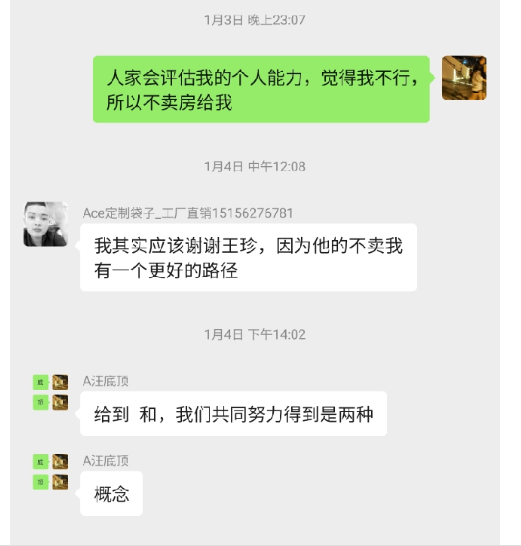 1月3日 晚上23:07
人家会评估我的个人能力，觉得我不行，
所以不卖房给我
1月4日 中午12:08
Ace定制袋子_工厂直销15156276781
我其实应该谢谢王珍，因为他的不卖我
有一个更好的路径
1月4日 下午14:02
A汪底顶
给到  和，我们共同努力得到是两种
A汪底顶
概念